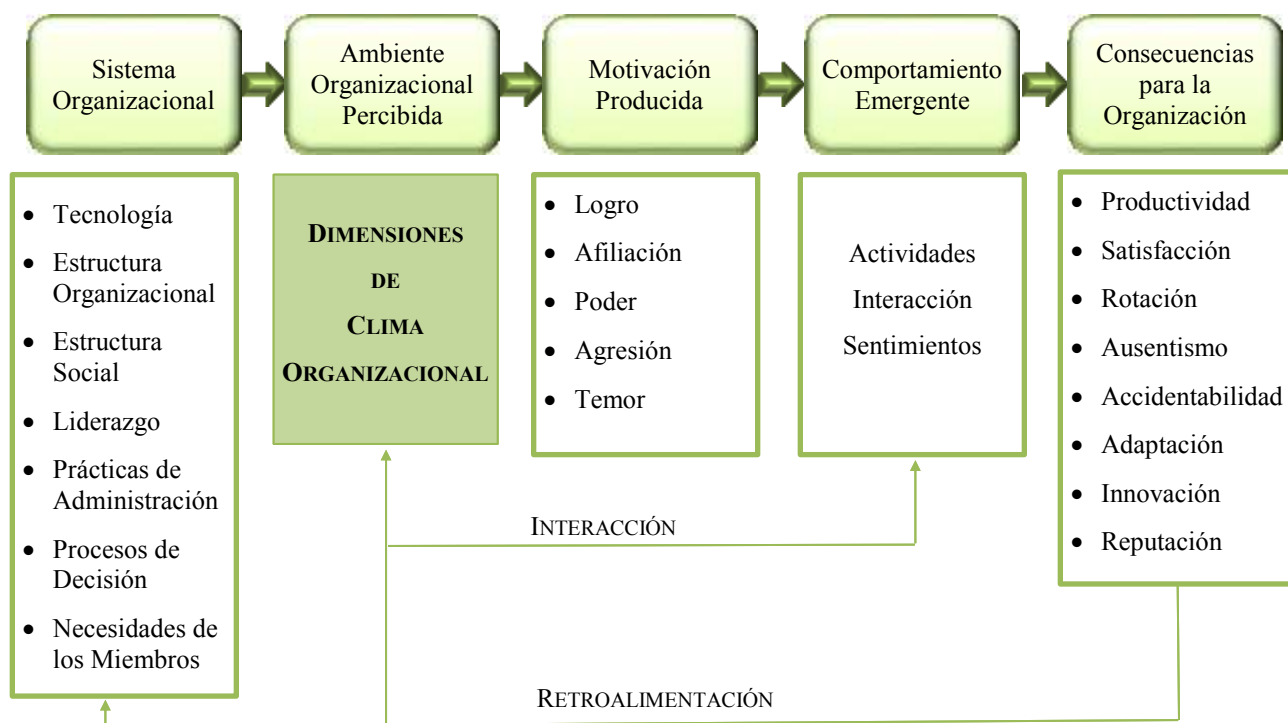 Sistema
Organizacional
Ambiente
Organizacional
Percibida
Motivación
Producida
Comportamiento
Emergente
Consecuencias
para la
Organización
• Tecnología
• Estructura
Organizacional
• Estructura
Social
• Liderazgo
• Prácticas de
Administración
• Procesos de
Decisión
• Necesidades de
los Miembros
DIMENSIONES
DE
CLIMA
ORGANIZACIONAL
• Logro
• Afiliación
• Poder
• Agresión
• Temor
Actividades
Interacción
Sentimientos
• Productividad
• Satisfacción
• Rotación
• Ausentismo
• Accidentabilidad
• Adaptación
• Innovación
• Reputación
INTERACCIÓN
RETROALIMENTACIÓN